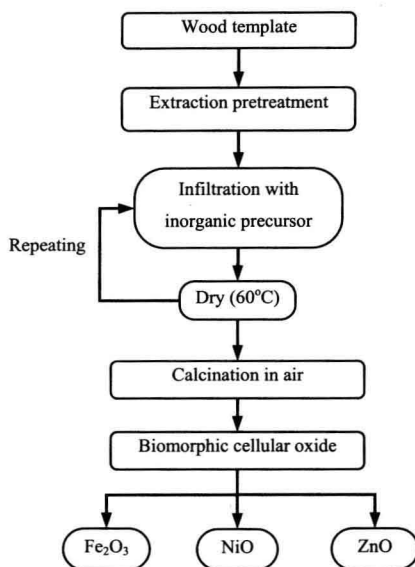 Wood template
Extraction pretreatment
Infiltration with
inorganic precursor
Repeating
Dry (60°C)
Calcination in air
Biomorphic cellular oxide
Fe₂O₃
NiO
ZnO